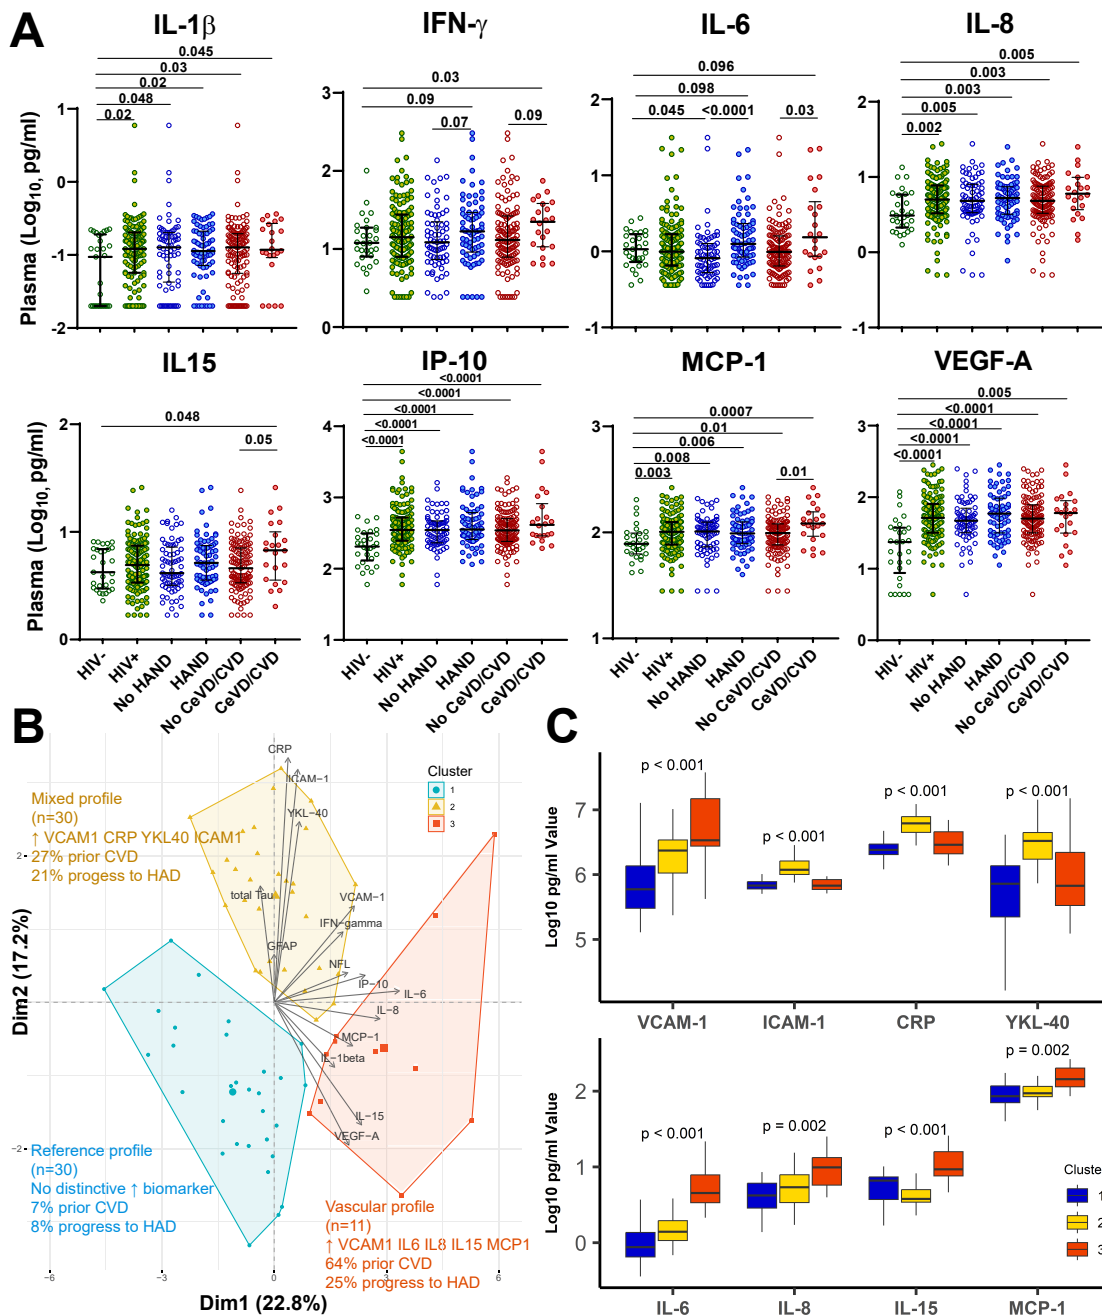 A
IL-1β
IFN-γ
IL-6
IL-8
Plasma (Log10, pg/ml)
1
0
-1
-2
0.045
0.03
0.02
0.048
0.02
3
2
1
0
0.03
0.09
0.07
0.09
2
1
0
-1
0.096
0.098
0.045
<0.0001
0.03
2
1
0
-1
0.005
0.003
0.003
0.005
0.002
IL15
IP-10
MCP-1
VEGF-A
Plasma (Log10, pg/ml)
2
1
0
0.048
0.05
4
3
2
1
<0.0001
<0.0001
<0.0001
<0.0001
<0.0001
3
2
1
0.0007
0.01
0.006
0.008
0.003
0.01
3
2
1
0
0.005
<0.0001
<0.0001
<0.0001
<0.0001
HIV-
HIV+
No HAND
HAND
No CeVD/CVD
CeVD/CVD
HIV-
HIV+
No HAND
HAND
No CeVD/CVD
CeVD/CVD
HIV-
HIV+
No HAND
HAND
No CeVD/CVD
CeVD/CVD
HIV-
HIV+
No HAND
HAND
No CeVD/CVD
CeVD/CVD
B
Cluster
1
2
3
Mixed profile
(n=30)
↑ VCAM1 CRP YKL40 ICAM1
27% prior CVD
21% progess to HAD
CRP
ICAM-1
YKL-40
total Tau
VCAM-1
IFN-gamma
GFAP
NFL
IP-10
IL-6
IL-8
MCP-1
IL-1beta
IL-15
VEGF-A
Reference profile
(n=30)
No distinctive ↑ biomarker
7% prior CVD
8% progress to HAD
Vascular profile
(n=11)
↑ VCAM1 IL6 IL8 IL15 MCP1
64% prior CVD
25% progress to HAD
Dim2 (17.2%)
2
0
-2
-6
-3
0
3
6
Dim1 (22.8%)
C
Log10 pg/ml Value
7
6
5
p < 0.001
p < 0.001
p < 0.001
p < 0.001
VCAM-1
ICAM-1
CRP
YKL-40
Log10 pg/ml Value
2
1
0
p < 0.001
p = 0.002
p < 0.001
p = 0.002
Cluster
1
2
3
IL-6
IL-8
IL-15
MCP-1